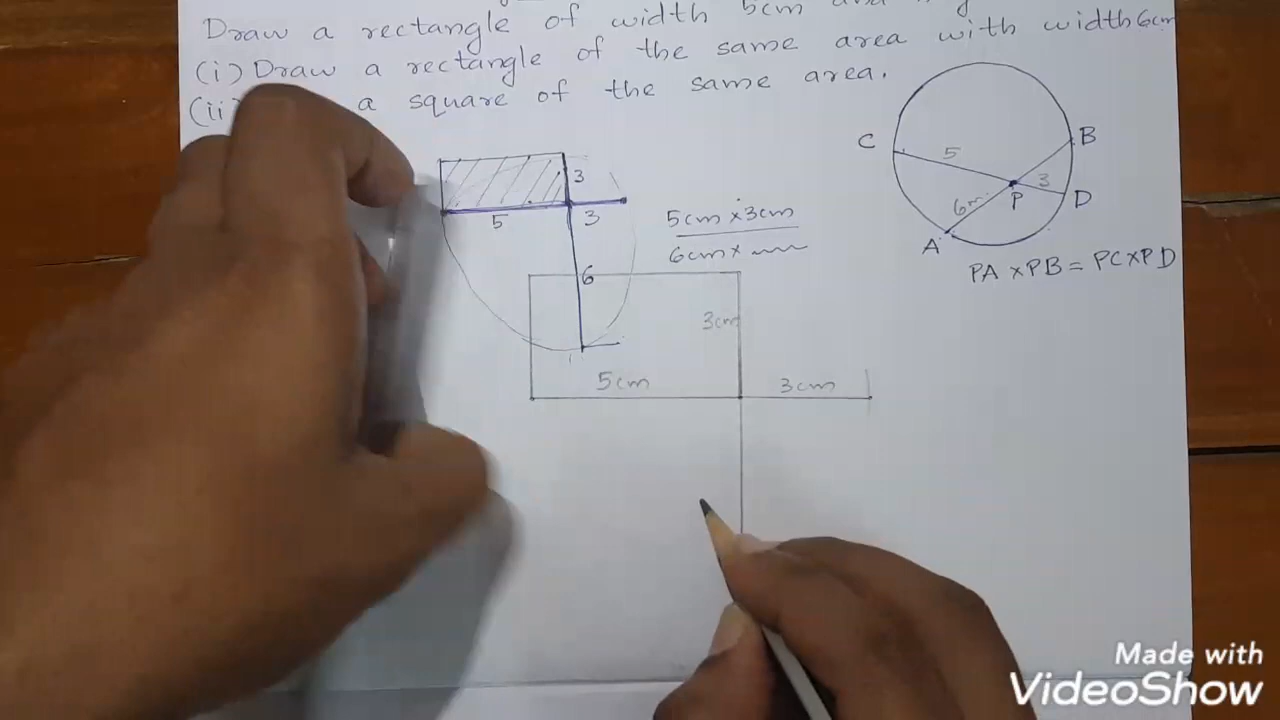 Draw a rectangle of width 5cm and
(i) Draw a rectangle of the same area with width 6cm
(ii) a square of the same area.
C
B
5
3
D
P
6cm
A
PA x PB = PC x PD
3
5
3
5cm x 3cm
6cm x
6
3cm
5cm
3cm
Made with
VideoShow